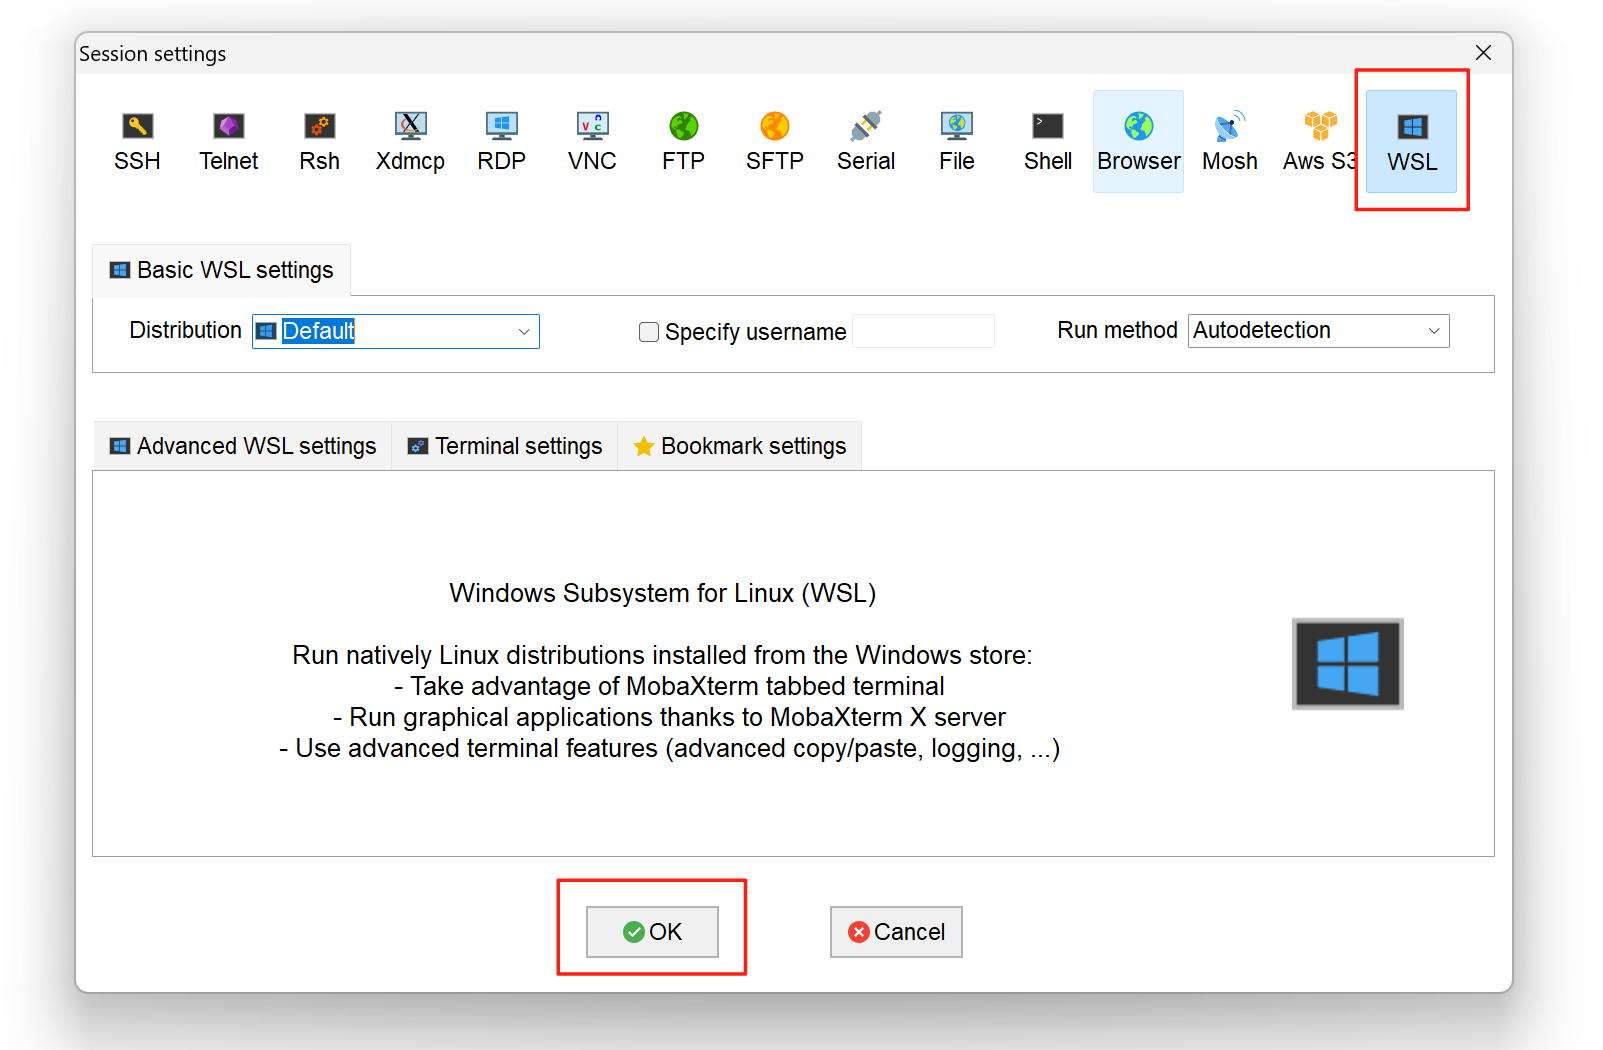 Session settings
SSH Telnet Rsh Xdmcp RDP VNC FTP SFTP Serial File Shell Browser Mosh Aws S3 WSL
Basic WSL settings
Distribution Default Specify username Run method Autodetection
Advanced WSL settings Terminal settings Bookmark settings
Windows Subsystem for Linux (WSL)
Run natively Linux distributions installed from the Windows store:
- Take advantage of MobaXterm tabbed terminal
- Run graphical applications thanks to MobaXterm X server
- Use advanced terminal features (advanced copy/paste, logging, ...)
OK Cancel